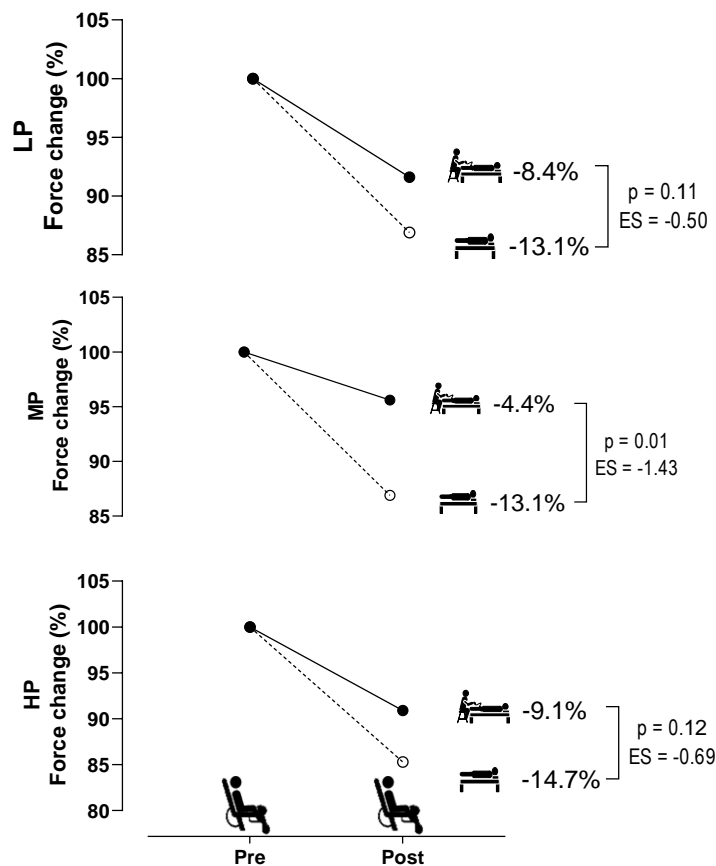 LP
Force change (%)
105
100
95
90
85
-8.4%
-13.1%
p = 0.11
ES = -0.50
MP
Force change (%)
105
100
95
90
85
-4.4%
-13.1%
p = 0.01
ES = -1.43
HP
Force change (%)
105
100
95
90
85
80
-9.1%
-14.7%
p = 0.12
ES = -0.69
Pre
Post